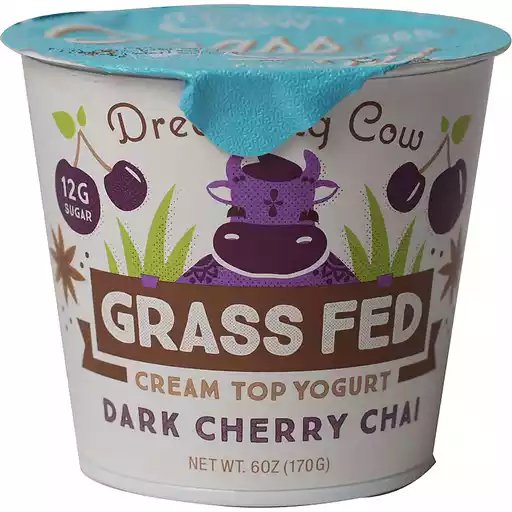 Cow
12G
SUGAR
GRASS FED
CREAM TOP YOGURT
DARK CHERRY CHAI
NET WT. 6OZ (170G)